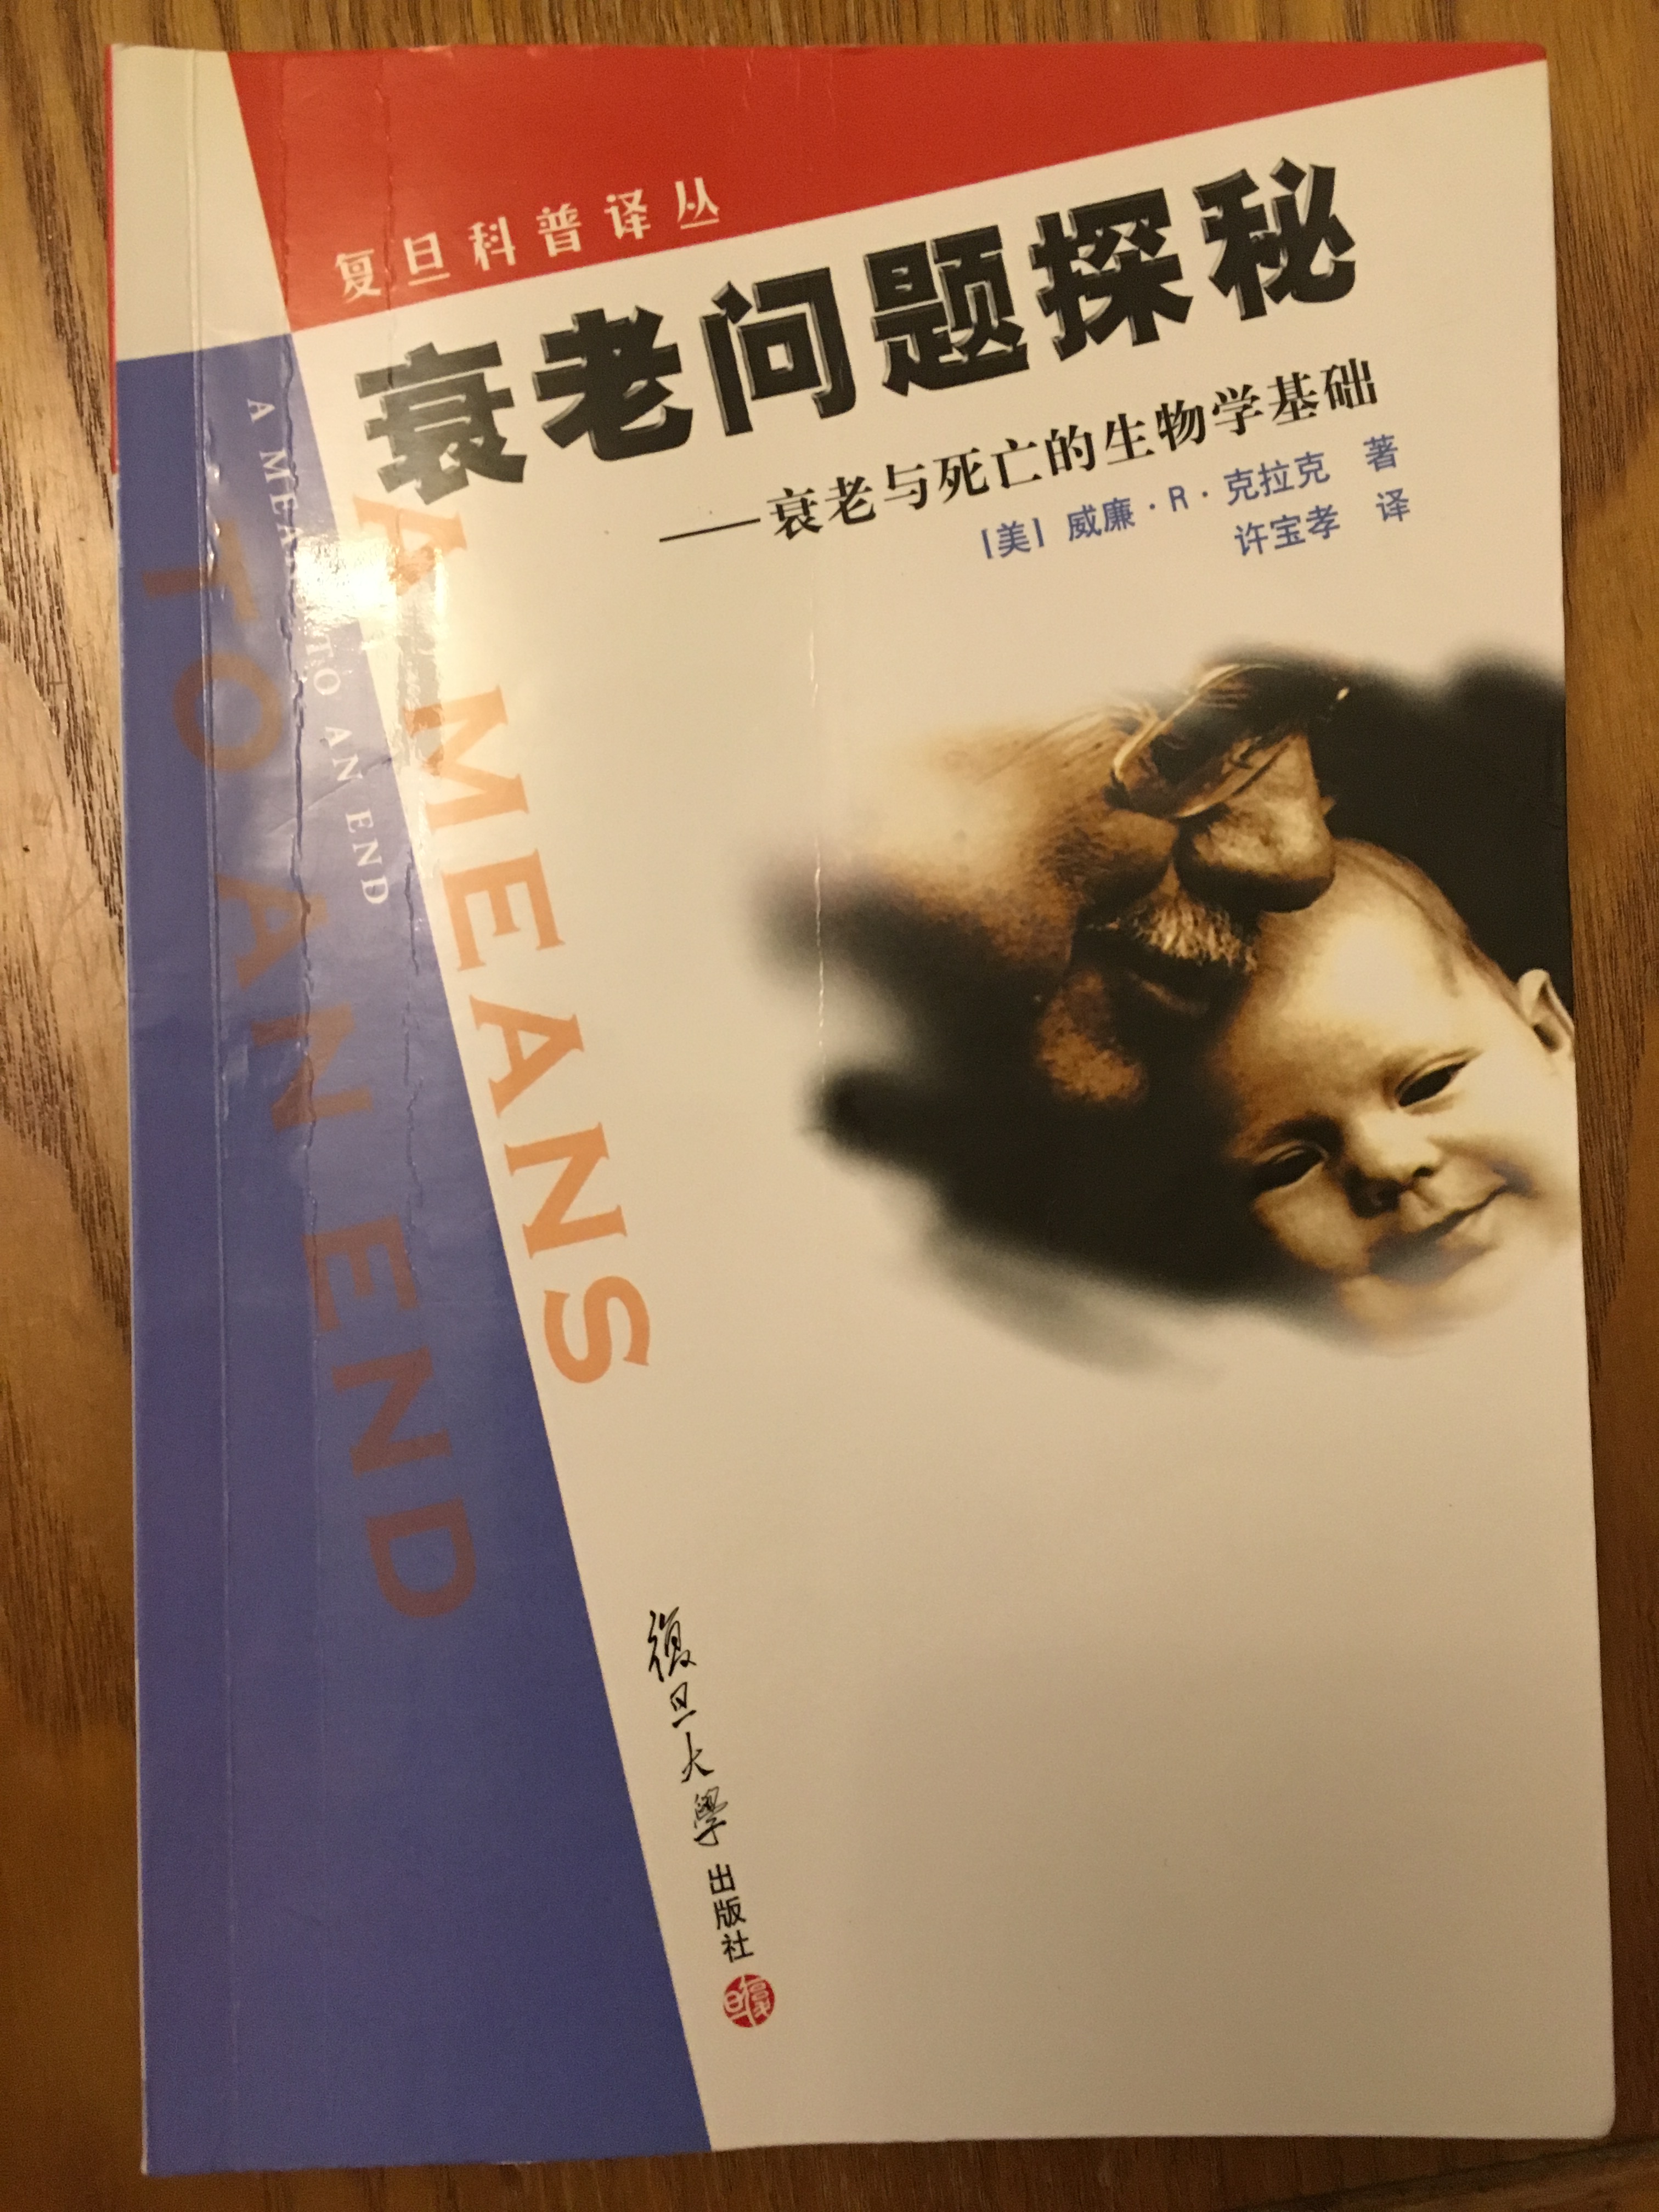 复旦科普译丛
衰老问题探秘
——衰老与死亡的生物学基础
[美] 威廉·R·克拉克 著
许宝孝 译
A MEANS TO AN END
A MEANS
TO AN END
復旦大學出版社